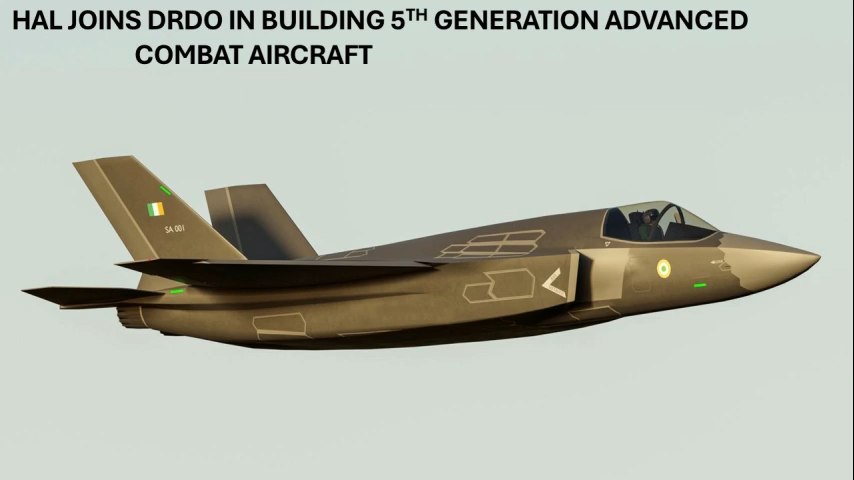 HAL JOINS DRDO IN BUILDING 5TH GENERATION ADVANCED
COMBAT AIRCRAFT
SA 001